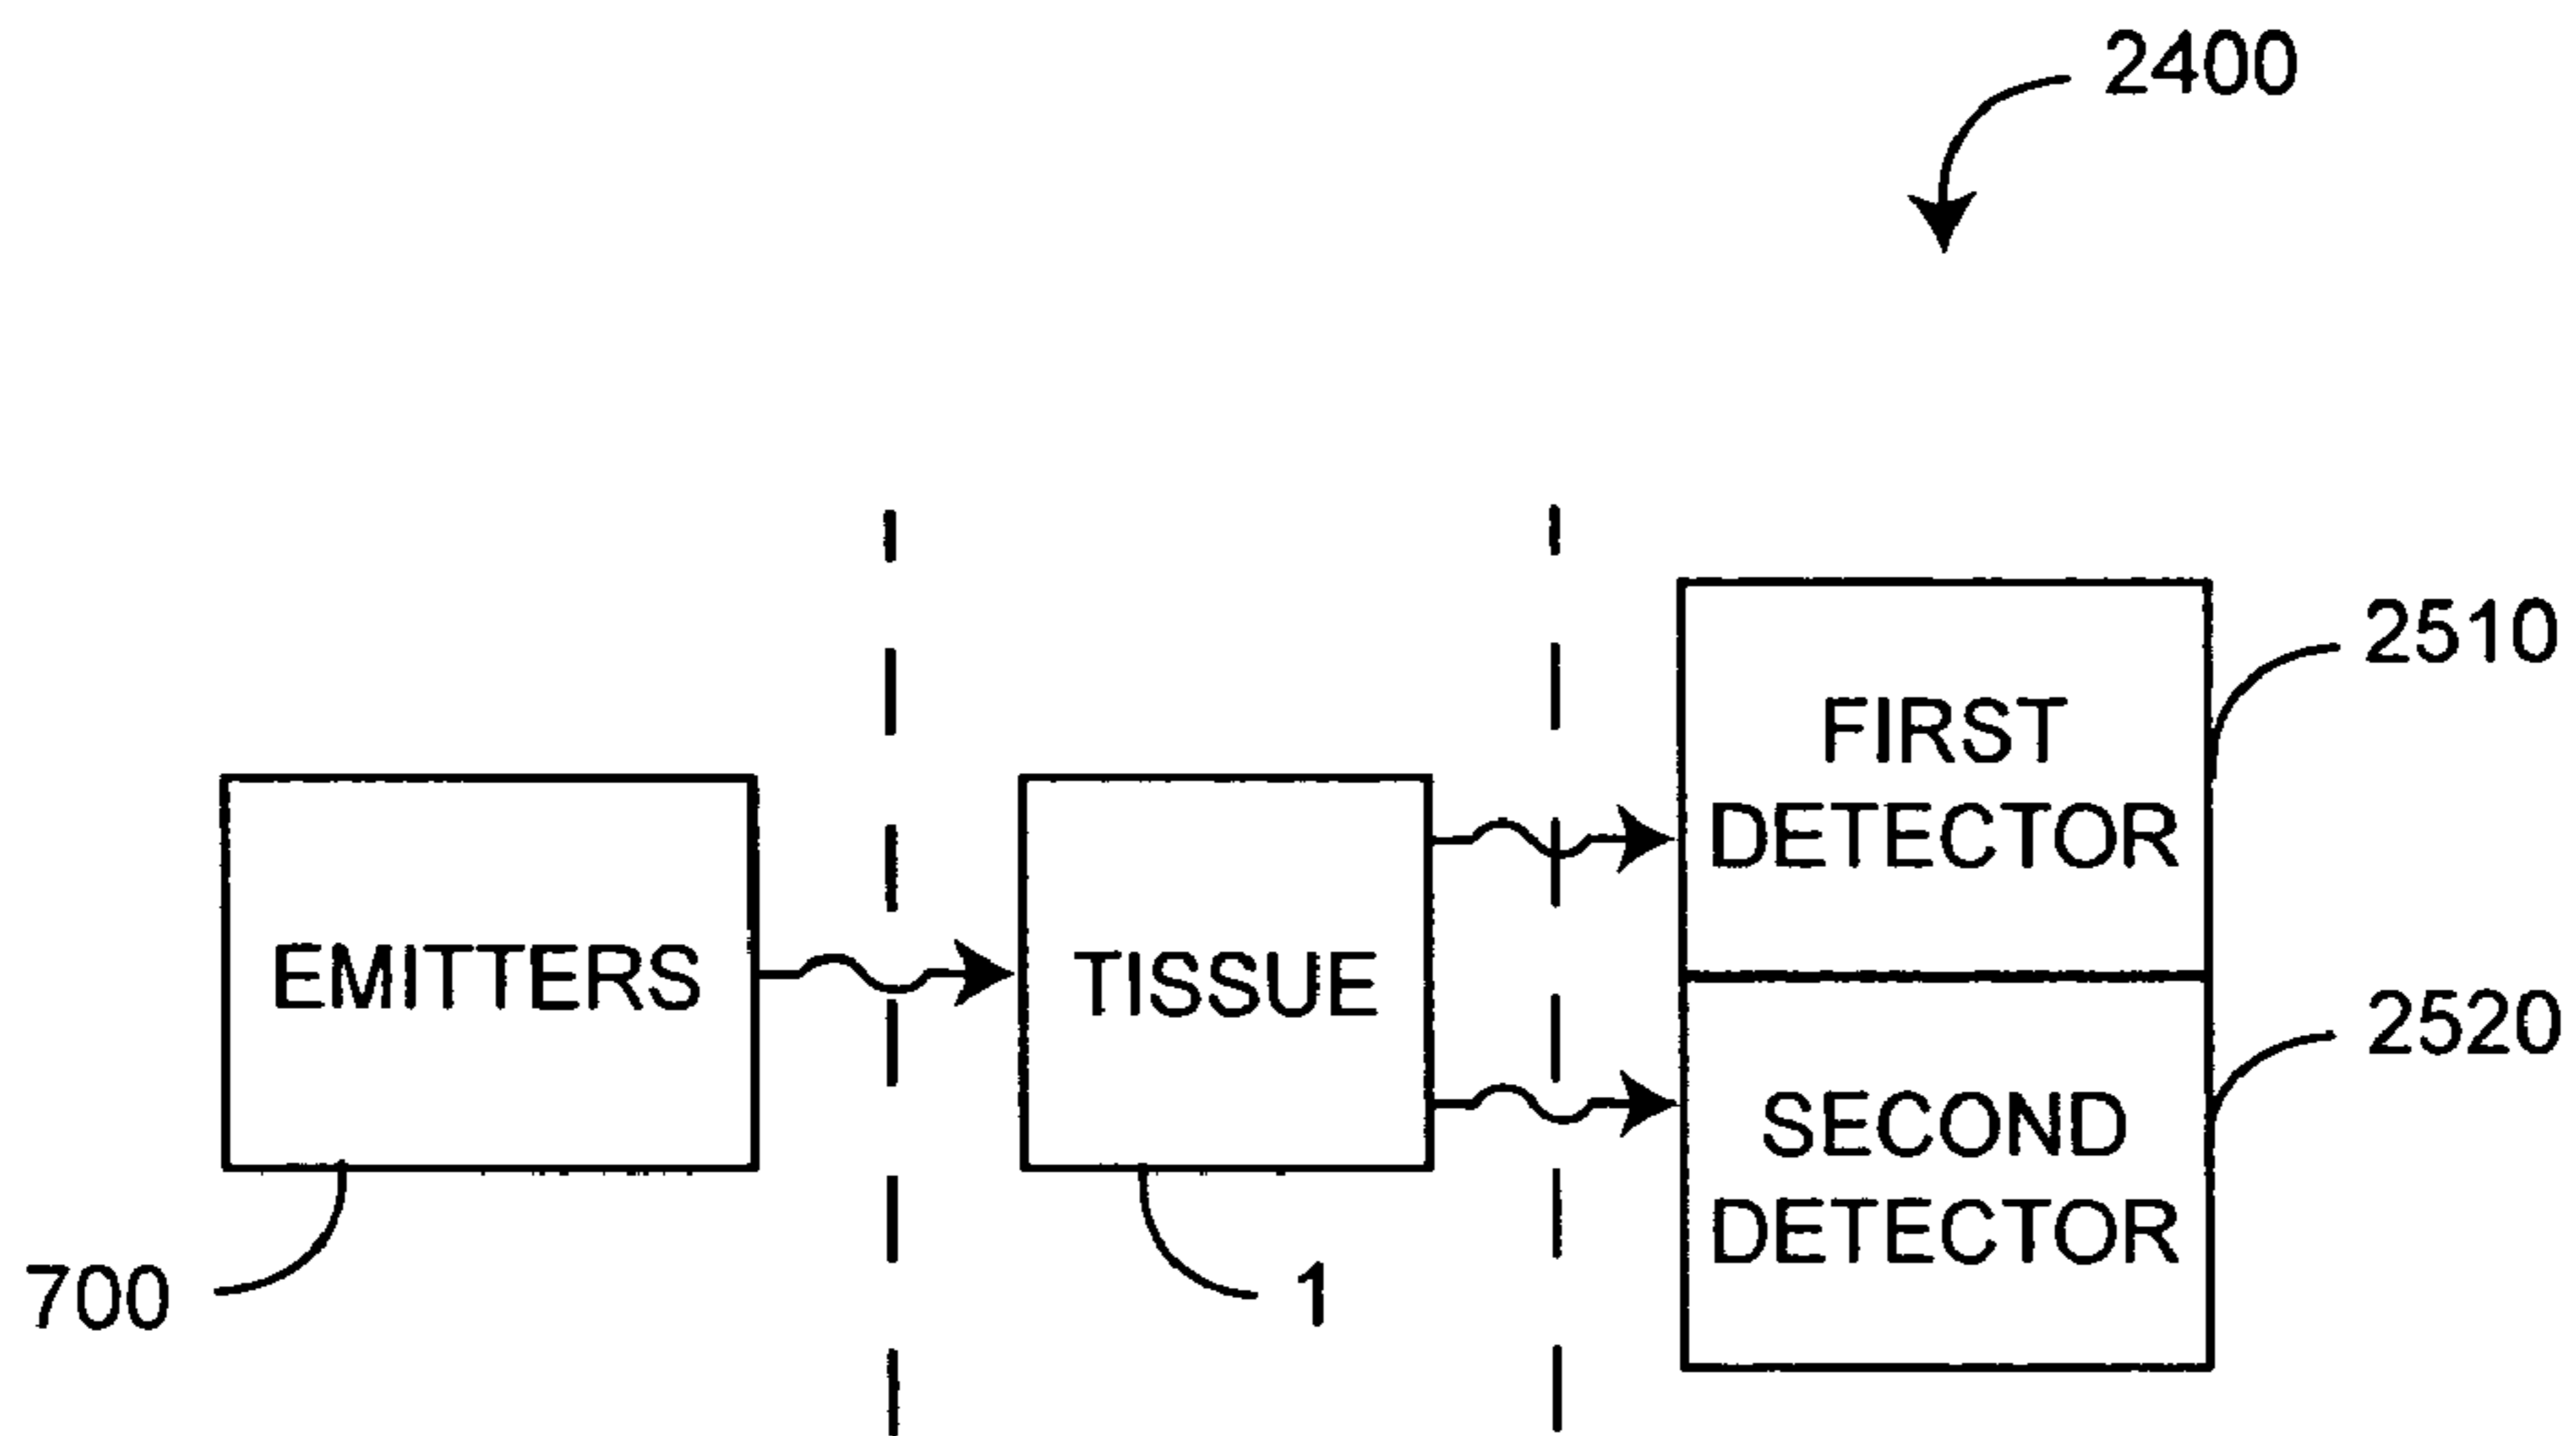 2400
2510
FIRST
DETECTOR
EMITTERS
TISSUE
2520
SECOND
DETECTOR
700
1